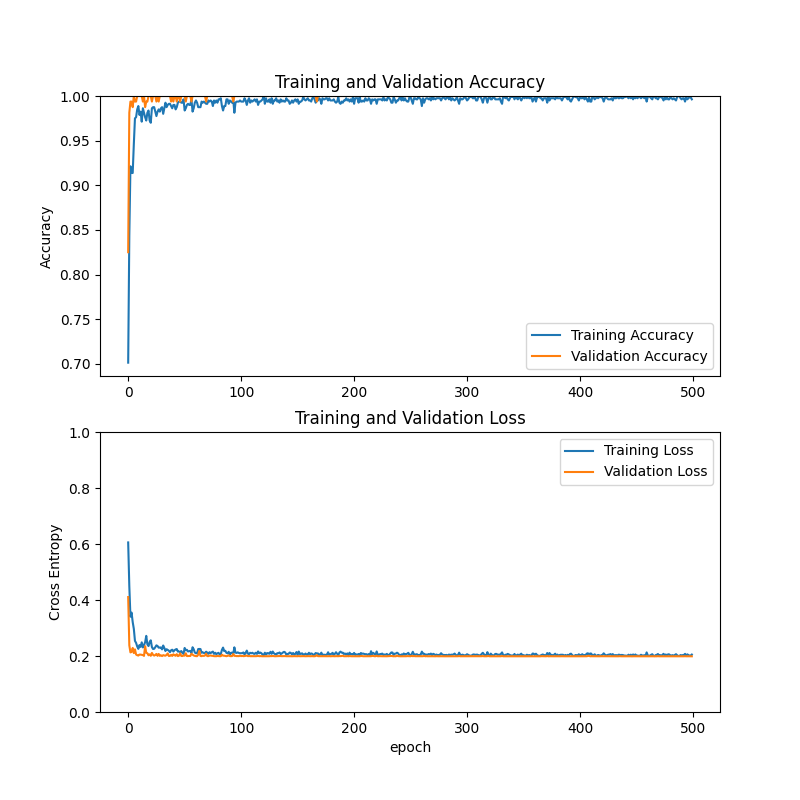 Training and Validation Accuracy
1.00
0.95
0.90
0.85
0.80
0.75
0.70
Accuracy
Training Accuracy
Validation Accuracy
0 100 200 300 400 500
Training and Validation Loss
1.0
0.8
0.6
0.4
0.2
0.0
Cross Entropy
Training Loss
Validation Loss
0 100 200 300 400 500
epoch